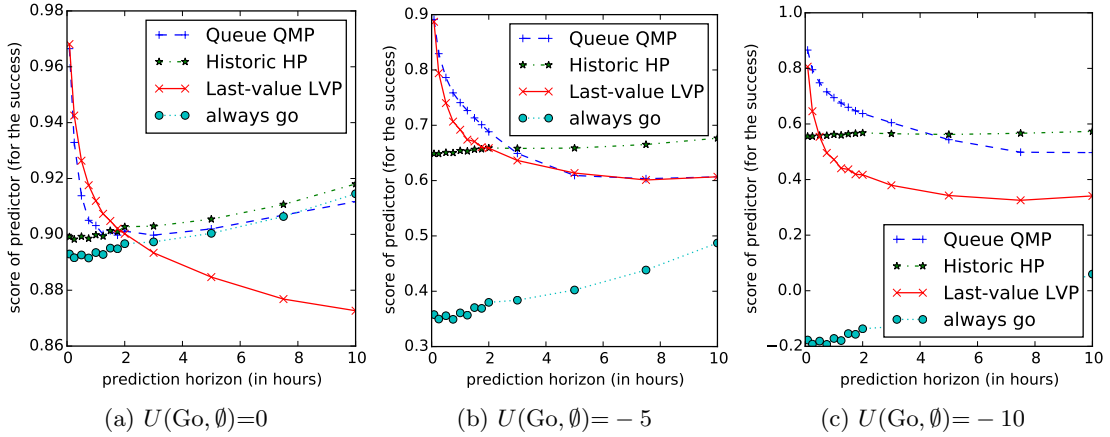 score of predictor (for the success)
0.98
0.96
0.94
0.92
0.90
0.88
0.86
0 2 4 6 8 10
prediction horizon (in hours)
Queue QMP
Historic HP
Last-value LVP
always go
(a) U(Go, ∅)=0
score of predictor (for the success)
0.9
0.8
0.7
0.6
0.5
0.4
0.3
0 2 4 6 8 10
prediction horizon (in hours)
Queue QMP
Historic HP
Last-value LVP
always go
(b) U(Go, ∅)= − 5
score of predictor (for the success)
1.0
0.8
0.6
0.4
0.2
0.0
−0.2
0 2 4 6 8 10
prediction horizon (in hours)
Queue QMP
Historic HP
Last-value LVP
always go
(c) U(Go, ∅)= − 10